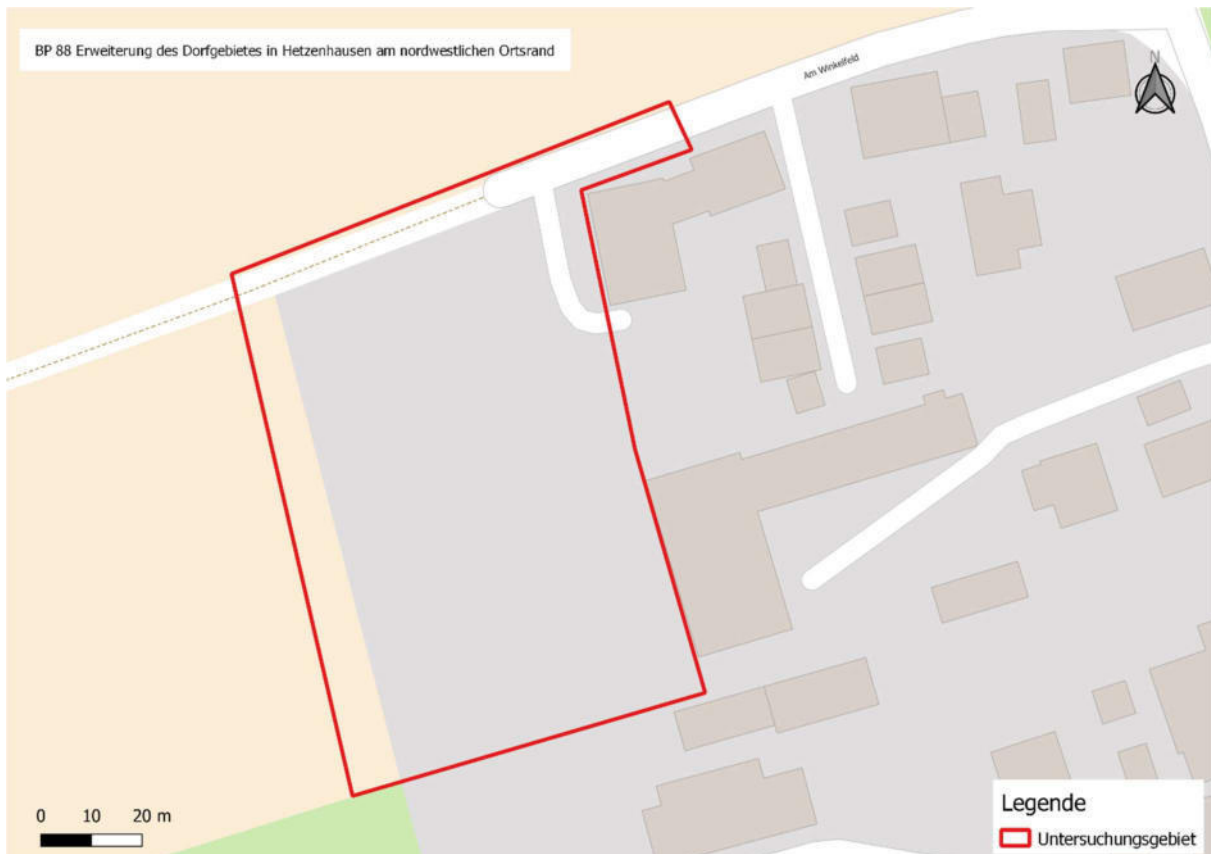 BP 88 Erweiterung des Dorfgebietes in Hetzenhausen am nordwestlichen Ortsrand
Am Winkelfeld
N
0 10 20 m
Legende
Untersuchungsgebiet